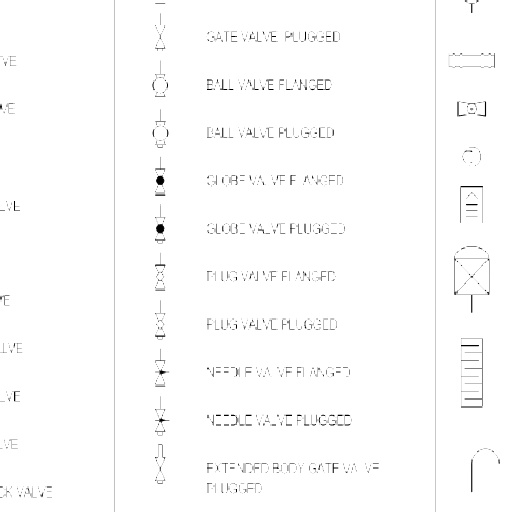 VE
GATE VALVE PLUGGED
VE
BALL VALVE FLANGED
BALL VALVE PLUGGED
GLOBE VALVE FLANGED
LVE
GLOBE VALVE PLUGGED
PLUG VALVE FLANGED
VE
PLUG VALVE PLUGGED
LVE
NEEDLE VALVE FLANGED
LVE
NEEDLE VALVE PLUGGED
LVE
EXTENDED BODY GATE VALVE
PLUGGED
CK VALVE